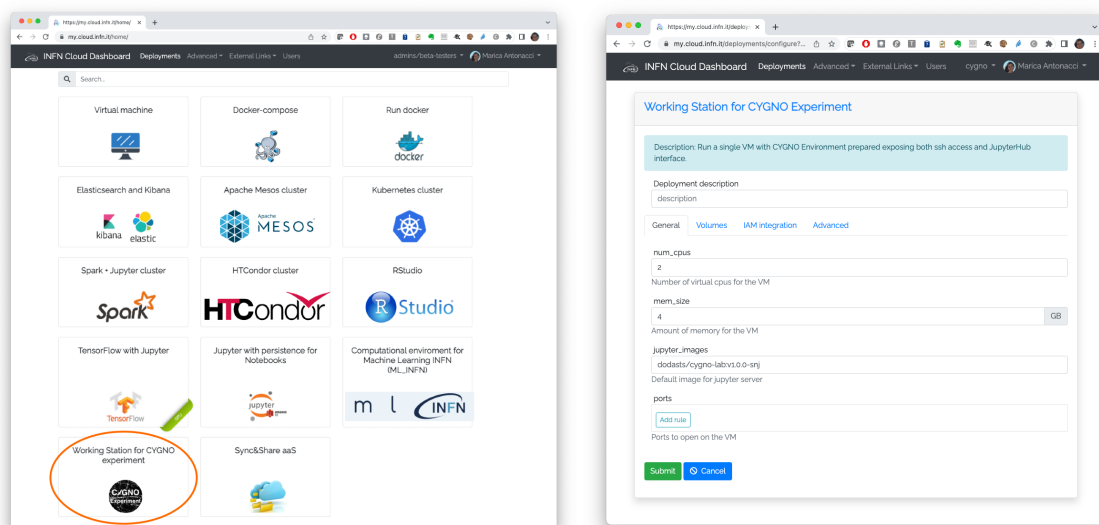 https://my.cloud.infn.it/home/
my.cloud.infn.it/home/
INFN Cloud Dashboard Deployments Advanced External Links Users admins/beta-testers Marica Antonacci
Search..
Virtual machine Docker-compose Run docker
docker
Elasticsearch and Kibana Apache Mesos cluster Kubernetes cluster
kibana elastic Apache MESOS
Spark + Jupyter cluster HTCondor cluster RStudio
Spark HTCondor R Studio
TensorFlow with Jupyter Jupyter with persistence for Notebooks Computational enviroment for Machine Learning INFN (ML_INFN)
TensorFlow jupyter m l INFN
Working Station for CYGNO experiment Sync&Share aaS
CYGNO Experiment
https://my.cloud.infn.it/deploy
my.cloud.infn.it/deployments/configure?...
INFN Cloud Dashboard Deployments Advanced External Links Users cygno Marica Antonacci
Working Station for CYGNO Experiment
Description: Run a single VM with CYGNO Environment prepared exposing both ssh access and JupyterHub
interface.
Deployment description
description
General Volumes IAM integration Advanced
num_cpus
2
Number of virtual cpus for the VM
mem_size
4 GB
Amount of memory for the VM
jupyter_images
dodasts/cygno-lab:v1.0.0-snj
Default image for jupyter server
ports
Add rule
Ports to open on the VM
Submit Cancel